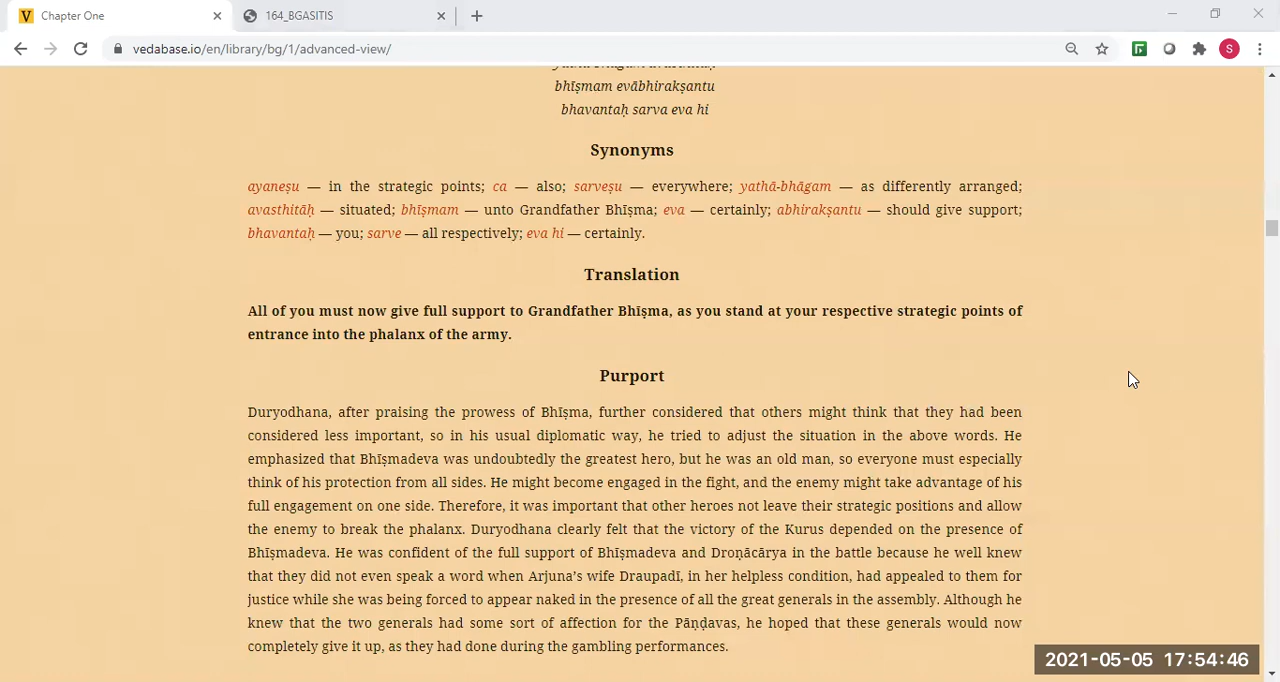 Chapter One
164_BGASITIS
vedabase.io/en/library/bg/1/advanced-view/
S
bhīṣmam evābhirakṣantu
bhavantaḥ sarva eva hi
Synonyms
ayaneṣu — in the strategic points; ca — also; sarveṣu — everywhere; yathā-bhāgam — as differently arranged;
avasthitāḥ — situated; bhīṣmam — unto Grandfather Bhīṣma; eva — certainly; abhirakṣantu — should give support;
bhavantaḥ — you; sarve — all respectively; eva hi — certainly.
Translation
All of you must now give full support to Grandfather Bhīṣma, as you stand at your respective strategic points of
entrance into the phalanx of the army.
Purport
Duryodhana, after praising the prowess of Bhīṣma, further considered that others might think that they had been
considered less important, so in his usual diplomatic way, he tried to adjust the situation in the above words. He
emphasized that Bhīṣmadeva was undoubtedly the greatest hero, but he was an old man, so everyone must especially
think of his protection from all sides. He might become engaged in the fight, and the enemy might take advantage of his
full engagement on one side. Therefore, it was important that other heroes not leave their strategic positions and allow
the enemy to break the phalanx. Duryodhana clearly felt that the victory of the Kurus depended on the presence of
Bhīṣmadeva. He was confident of the full support of Bhīṣmadeva and Droṇācārya in the battle because he well knew
that they did not even speak a word when Arjuna’s wife Draupadī, in her helpless condition, had appealed to them for
justice while she was being forced to appear naked in the presence of all the great generals in the assembly. Although he
knew that the two generals had some sort of affection for the Pāṇḍavas, he hoped that these generals would now
completely give it up, as they had done during the gambling performances.
2021-05-05 17:54:46